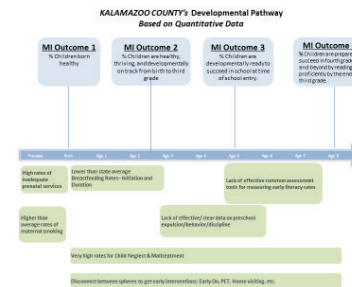 KALAMAZOO COUNTY's Developmental Pathway
Based on Quantitative Data
MI Outcome 1
% Children born
healthy
MI Outcome 2
% Children are healthy,
thriving, and developmentally
on track from birth to third
grade
MI Outcome 3
% Children are
developmentally ready to
succeed in school at time
of school entry.
MI Outcome
% Children are prepare
succeed in fourth grade
and beyond by reading
proficiently by the end
third grade.
Prenatal Born Age 1 Age 2 Age 3 Age 4 Age 5 Age 6 Age 7 Age 8
High rates of
inadequate
prenatal services
Lower than state average
Breastfeeding Rates- Initiation and
Duration
Lack of effective common assessment
tools for measuring early literacy rates
Higher than
average rates of
maternal smoking
Lack of effective/ clear data on preschool
expulsion/behavior/discipline
Very high rates for Child Neglect & Maltreatment
Disconnect between spheres to get early interventions: Early On, PET, Home visiting, etc.